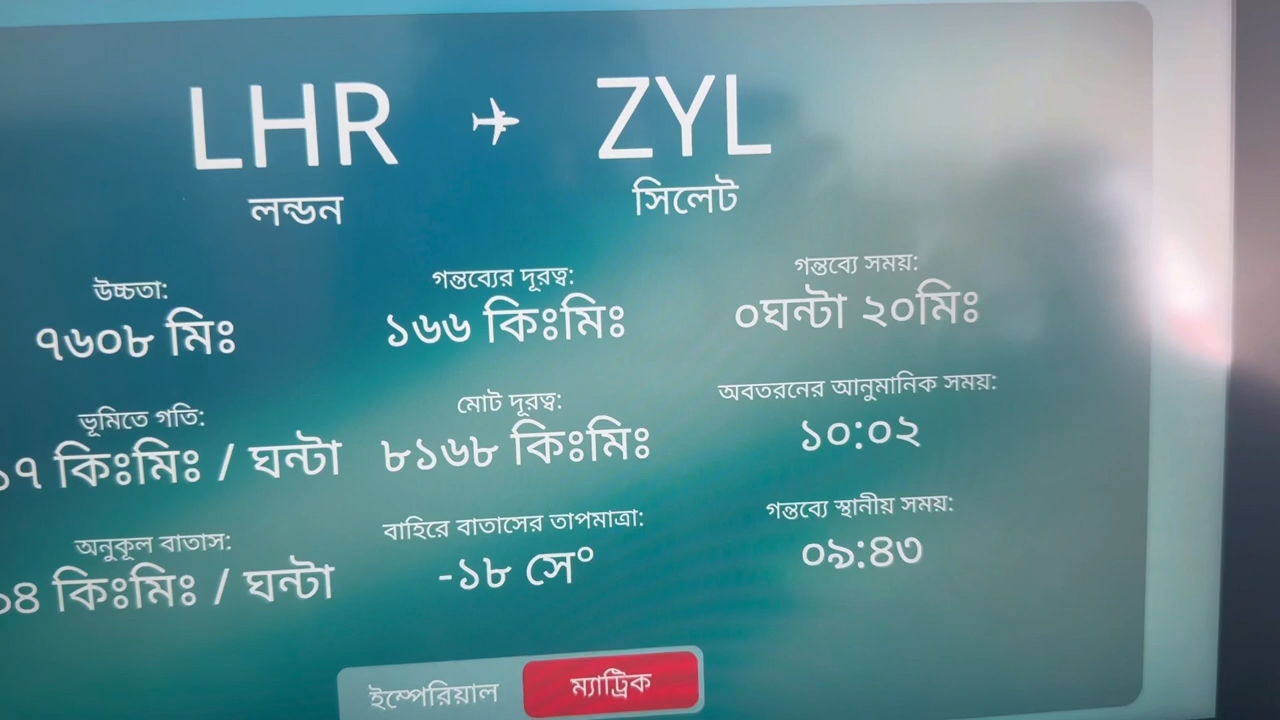 LHR ZYL
লন্ডন সিলেট
উচ্চতা: গন্তব্যের দূরত্ব: গন্তব্যে সময়:
৭৬০৮ মিঃ ১৬৬ কিঃমিঃ ০ঘন্টা ২০মিঃ
ভূমিতে গতি: মোট দূরত্ব: অবতরনের আনুমানিক সময়:
কিঃমিঃ / ঘন্টা ৮১৬৮ কিঃমিঃ ১০:০২
অনুকূল বাতাস: বাহিরে বাতাসের তাপমাত্রা: গন্তব্যে স্থানীয় সময়:
কিঃমিঃ / ঘন্টা -১৮ সে° ০৯:৪৩
ইম্পেরিয়াল ম্যাট্রিক